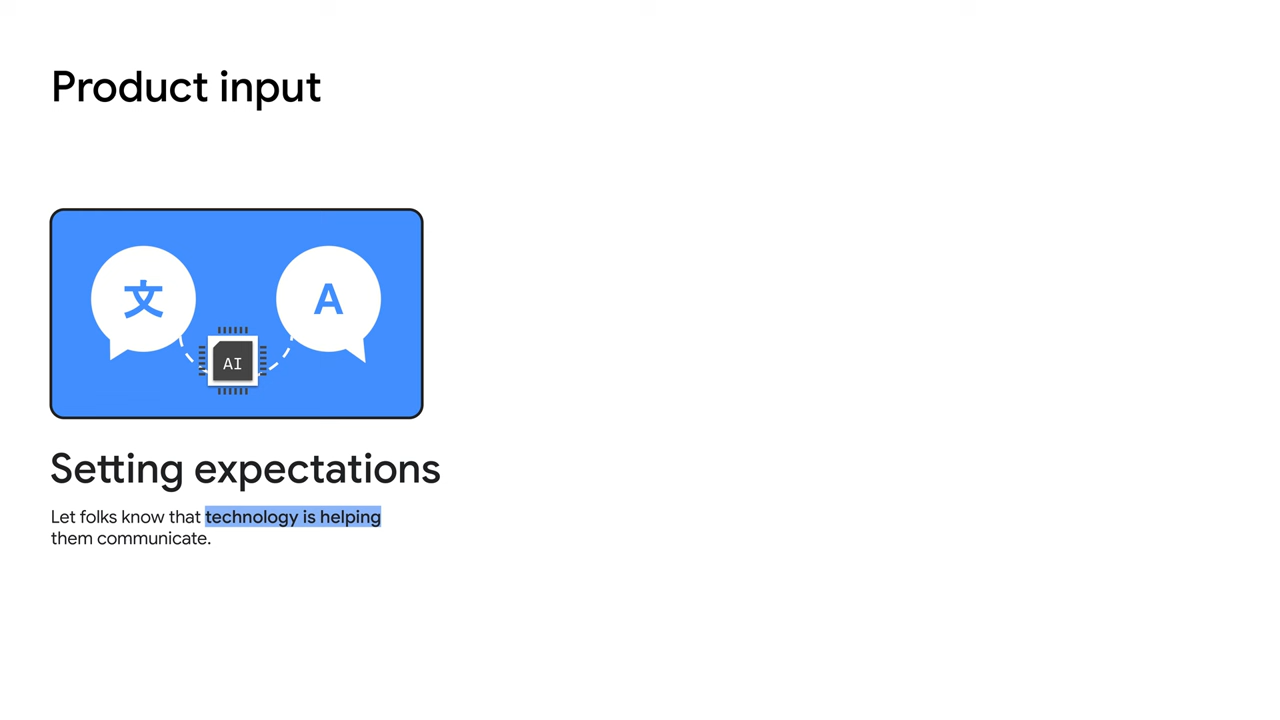 Product input
文
A
AI
Setting expectations
Let folks know that technology is helping
them communicate.